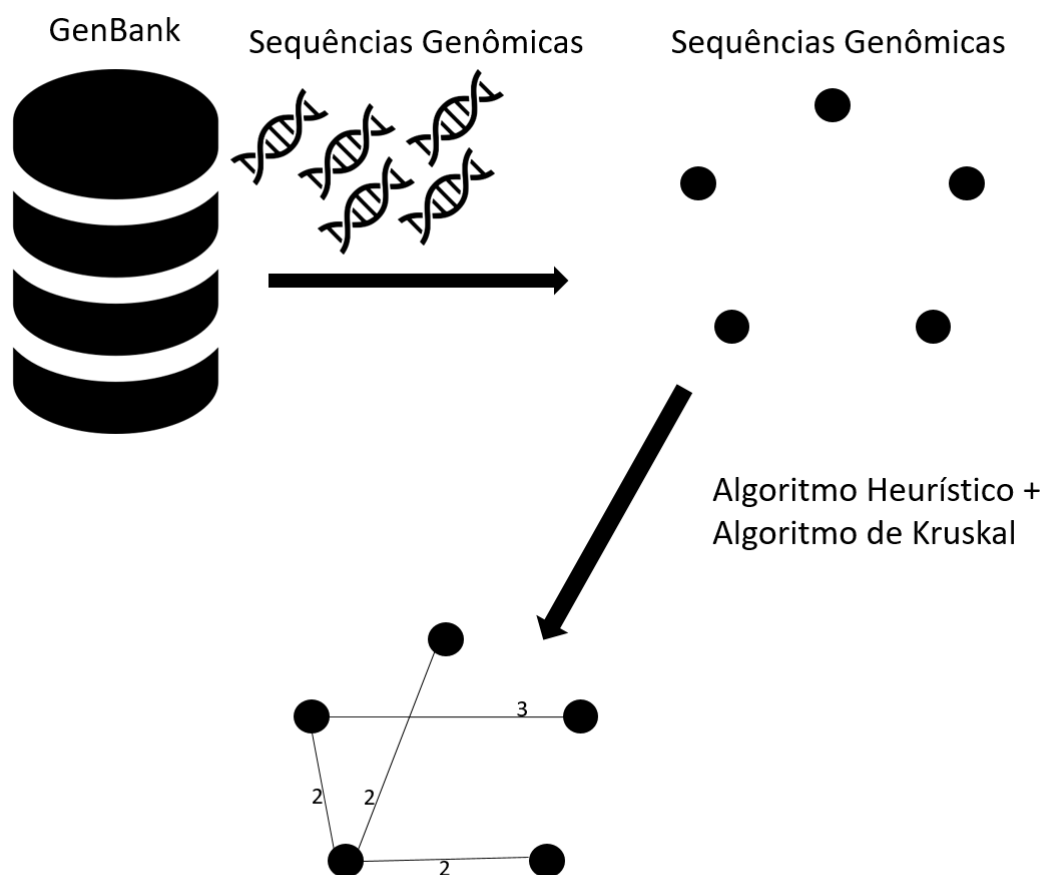 GenBank
Sequências Genômicas
Sequências Genômicas
Algoritmo Heurístico +
Algoritmo de Kruskal
3
2
2
2